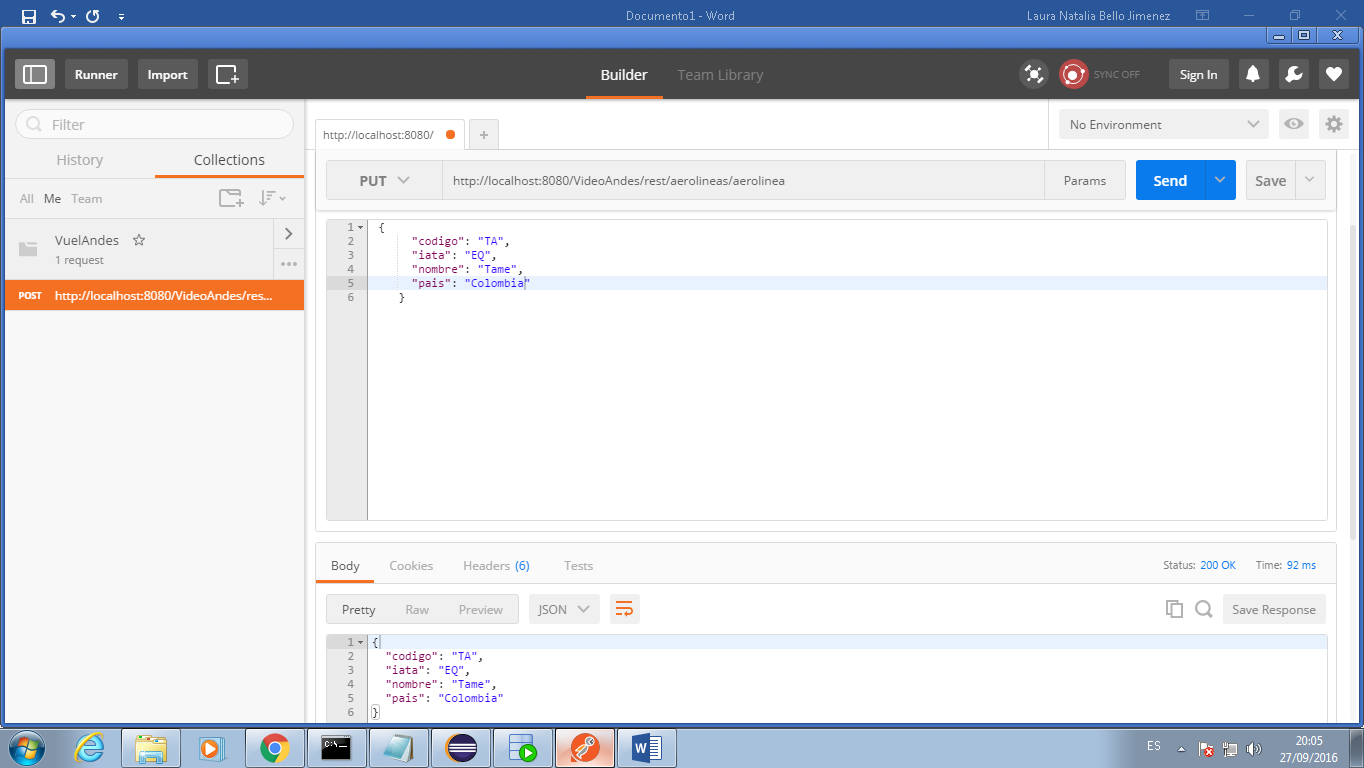 Documento1 - Word
Laura Natalia Bello Jimenez
Runner
Import
Builder
Team Library
SYNC OFF
Sign In
Filter
History
Collections
All Me Team
VuelAndes
1 request
POST http://localhost:8080/VideoAndes/res...
http://localhost:8080/
No Environment
PUT
http://localhost:8080/VideoAndes/rest/aerolineas/aerolinea
Params
Send
Save
1 {
2 "codigo": "TA",
3 "iata": "EQ",
4 "nombre": "Tame",
5 "pais": "Colombia"
6 }
Body
Cookies
Headers (6)
Tests
Status: 200 OK
Time: 92 ms
Pretty
Raw
Preview
JSON
Save Response
1 {
2 "codigo": "TA",
3 "iata": "EQ",
4 "nombre": "Tame",
5 "pais": "Colombia"
6 }
C:\_
ES
20:05
27/09/2016